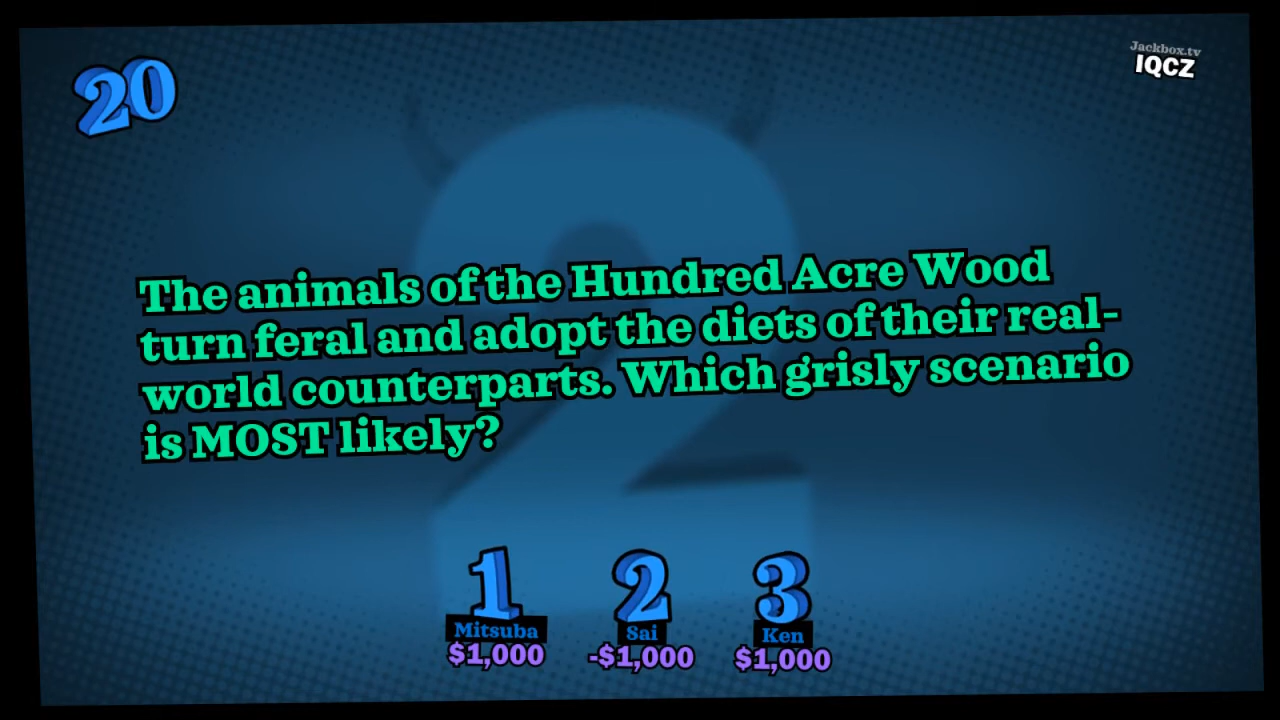 20
Jackbox.tv
IQCZ
The animals of the Hundred Acre Wood
turn feral and adopt the diets of their real-
world counterparts. Which grisly scenario
is MOST likely?
2
1 2 3
Mitsuba Sai Ken
$1,000 -$1,000 $1,000